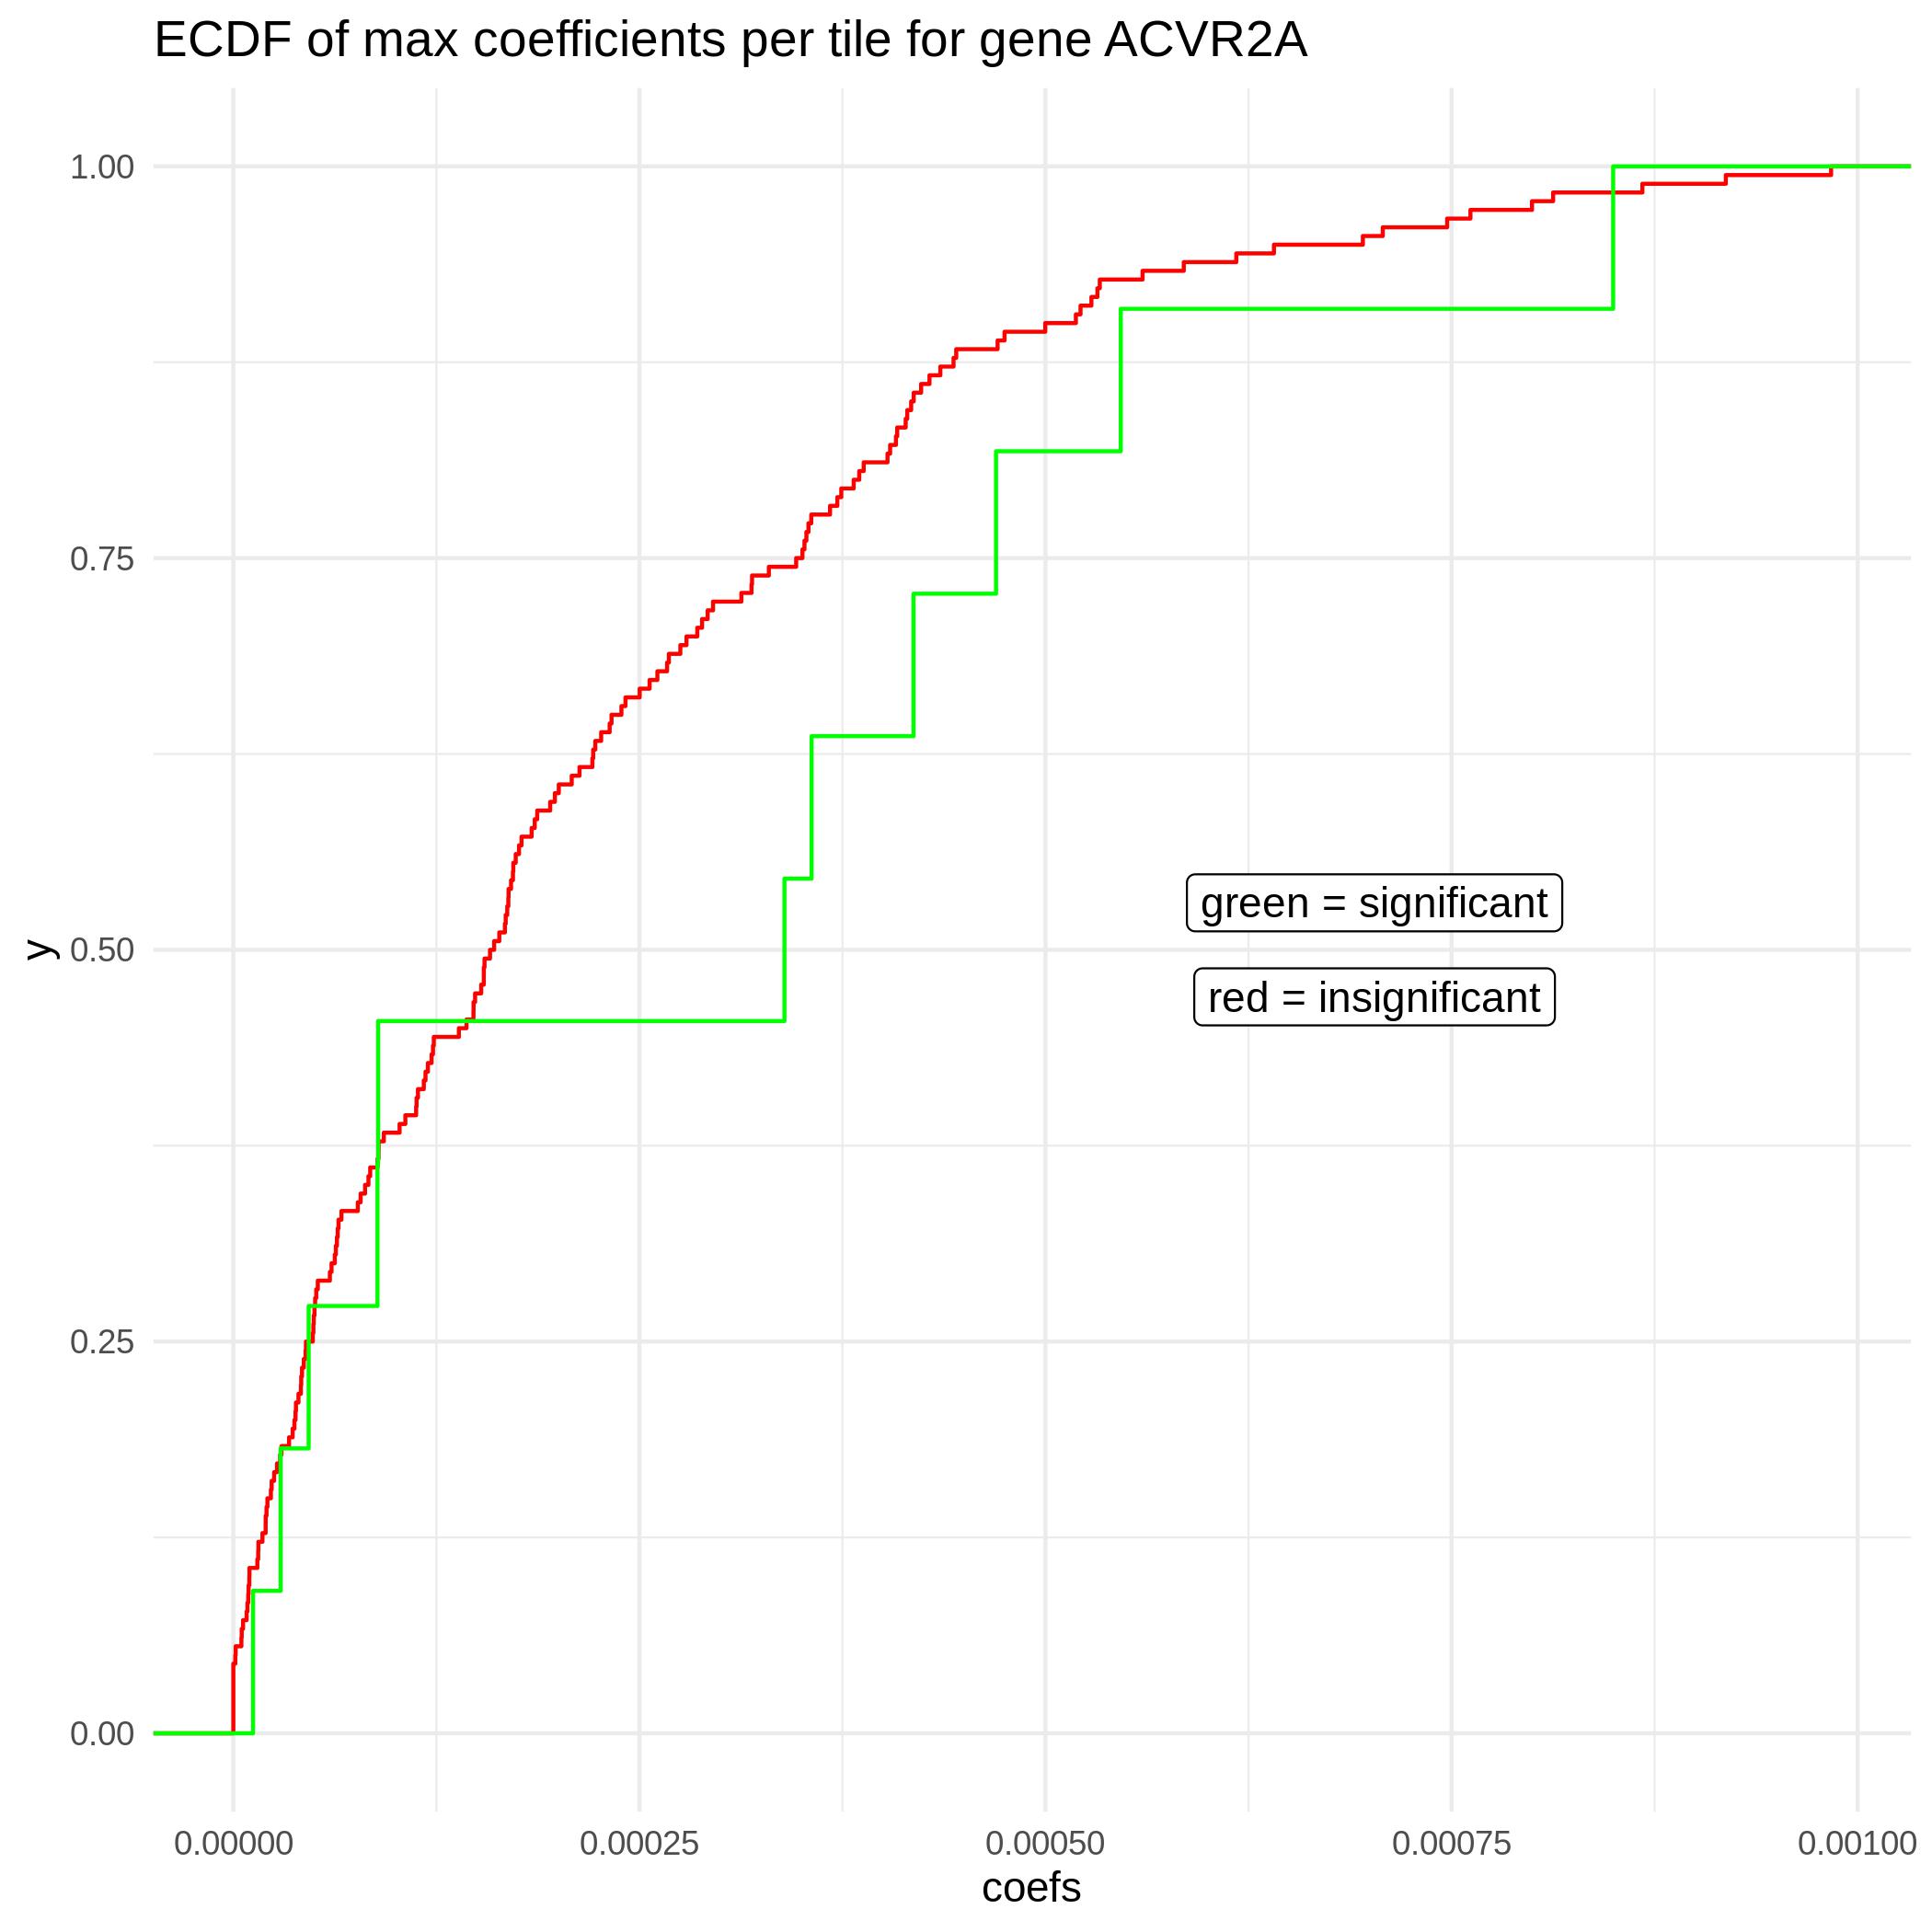 ECDF of max coefficients per tile for gene ACVR2A
1.00
0.75
0.50
0.25
0.00
y
green = significant
red = insignificant
0.00000
0.00025
0.00050
0.00075
0.00100
coefs